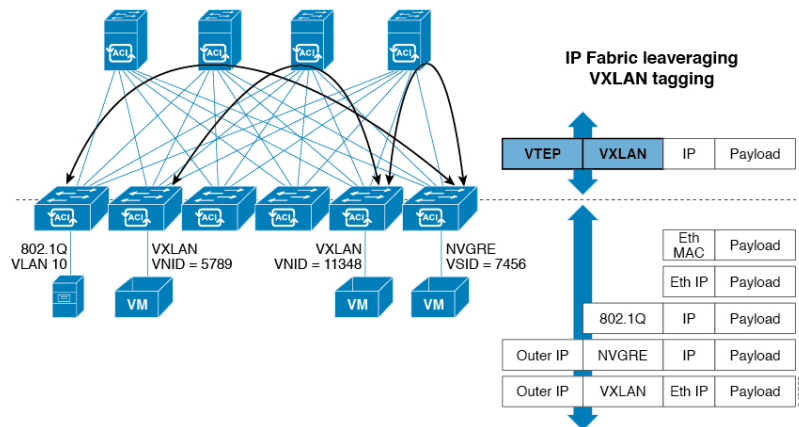 ACI
ACI
ACI
ACI
IP Fabric leaveraging
VXLAN tagging
VTEP VXLAN IP Payload
ACI
ACI
ACI
ACI
ACI
ACI
802.1Q
VLAN 10
VXLAN
VNID = 5789
VXLAN
VNID = 11348
NVGRE
VSID = 7456
VM
VM
VM
Eth MAC Payload
Eth IP Payload
802.1Q IP Payload
Outer IP NVGRE IP Payload
Outer IP VXLAN Eth IP Payload